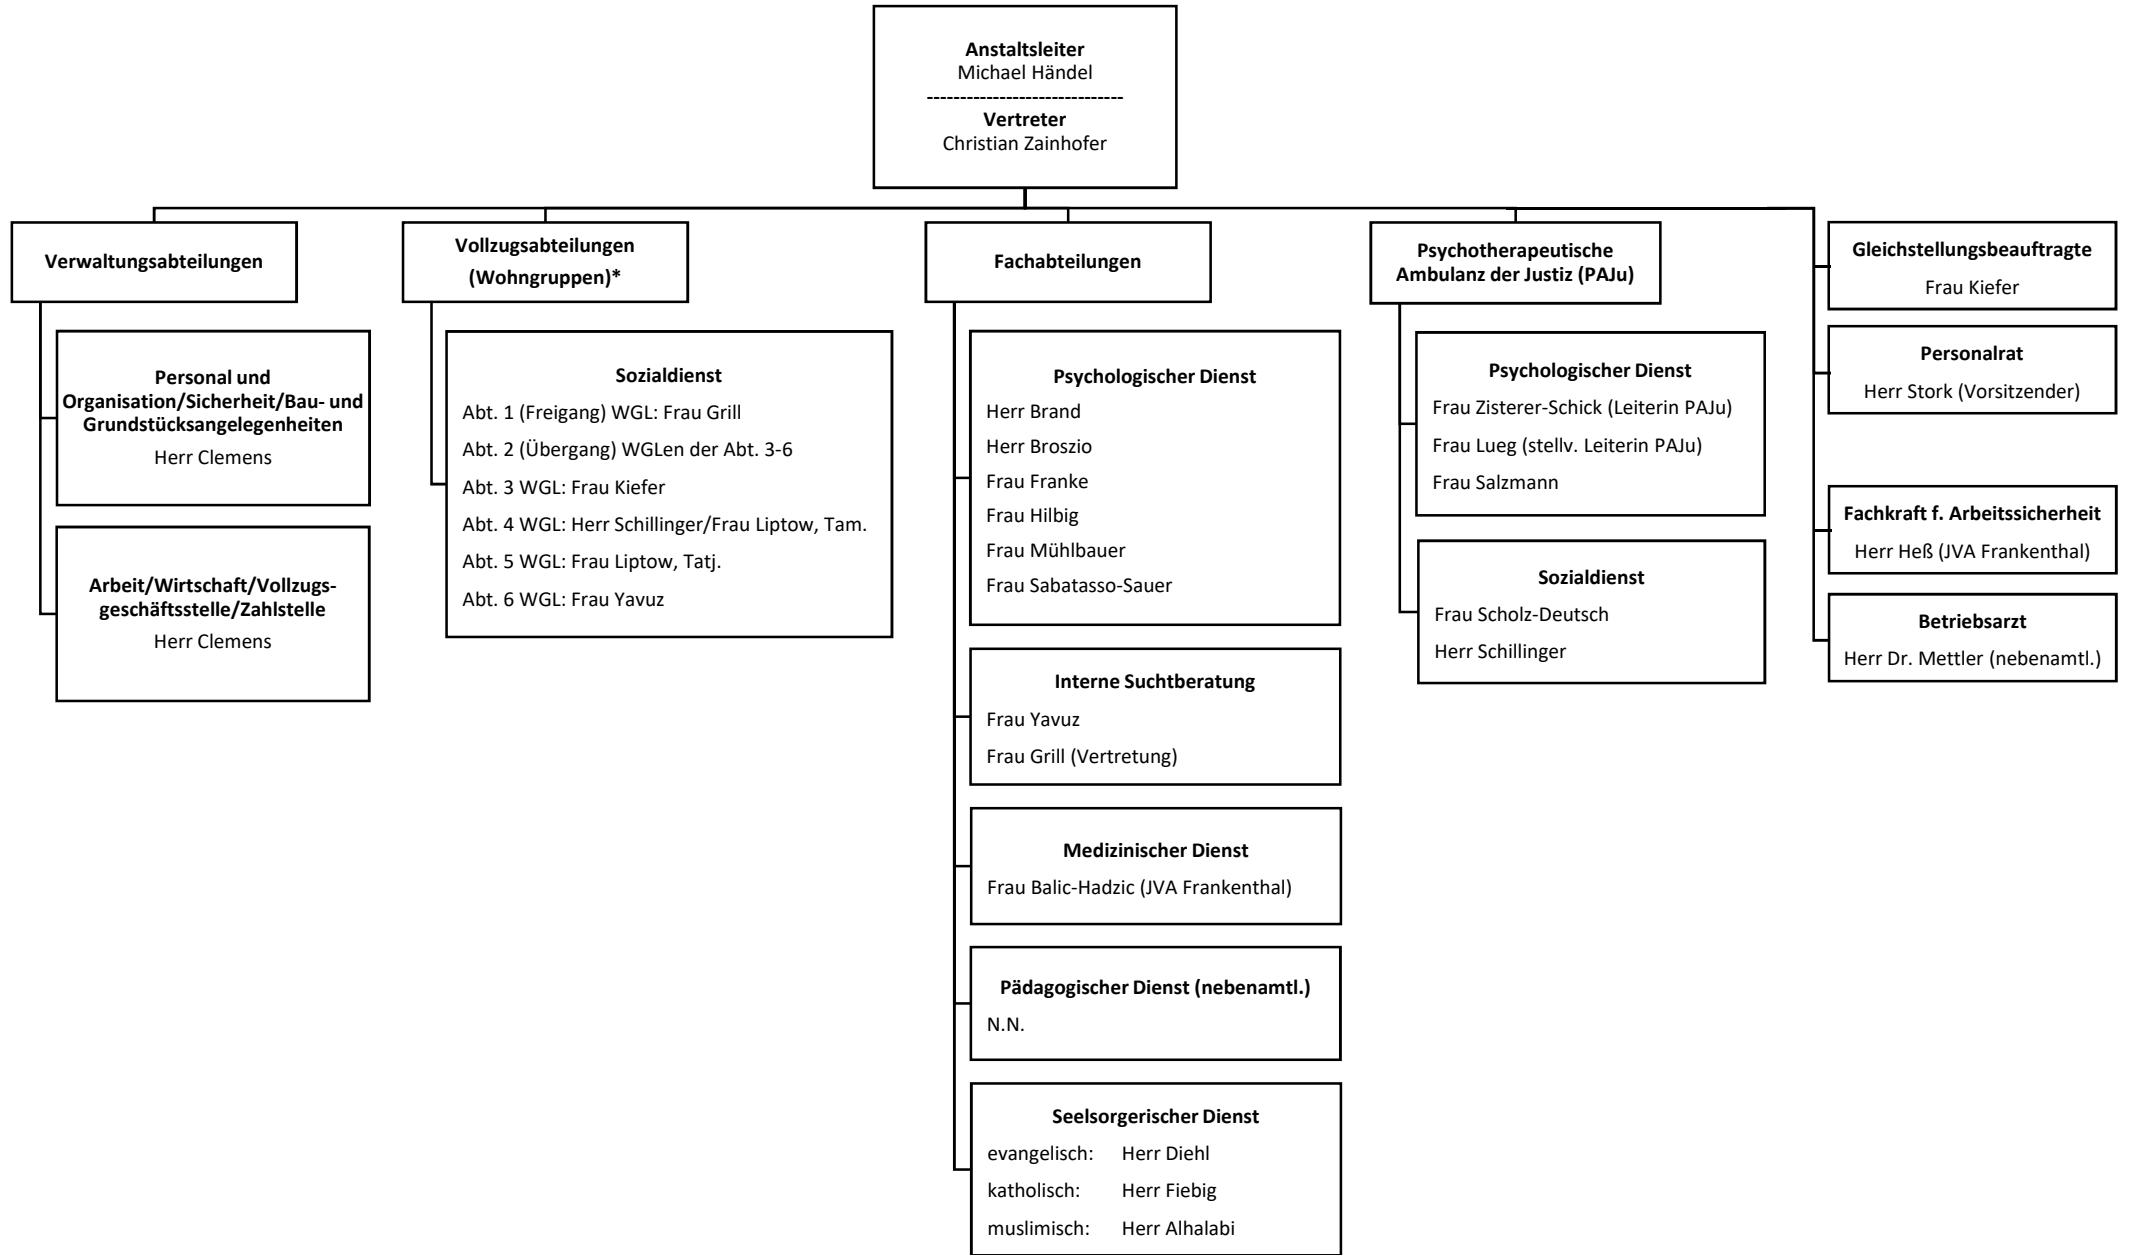 Anstaltsleiter
Michael Händel
------------------------------
Vertreter
Christian Zainhofer
Verwaltungsabteilungen
Personal und
Organisation/Sicherheit/Bau- und
Grundstücksangelegenheiten
Herr Clemens
Arbeit/Wirtschaft/Vollzugs-
geschäftsstelle/Zahlstelle
Herr Clemens
Vollzugsabteilungen
(Wohngruppen)*
Sozialdienst
Abt. 1 (Freigang) WGL: Frau Grill
Abt. 2 (Übergang) WGLen der Abt. 3-6
Abt. 3 WGL: Frau Kiefer
Abt. 4 WGL: Herr Schillinger/Frau Liptow, Tam.
Abt. 5 WGL: Frau Liptow, Tatj.
Abt. 6 WGL: Frau Yavuz
Fachabteilungen
Psychologischer Dienst
Herr Brand
Herr Broszio
Frau Franke
Frau Hilbig
Frau Mühlbauer
Frau Sabatasso-Sauer
Interne Suchtberatung
Frau Yavuz
Frau Grill (Vertretung)
Medizinischer Dienst
Frau Balic-Hadzic (JVA Frankenthal)
Pädagogischer Dienst (nebenamtl.)
N.N.
Seelsorgerischer Dienst
evangelisch: Herr Diehl
katholisch: Herr Fiebig
muslimisch: Herr Alhalabi
Psychotherapeutische
Ambulanz der Justiz (PAJu)
Psychologischer Dienst
Frau Zisterer-Schick (Leiterin PAJu)
Frau Lueg (stellv. Leiterin PAJu)
Frau Salzmann
Sozialdienst
Frau Scholz-Deutsch
Herr Schillinger
Gleichstellungsbeauftragte
Frau Kiefer
Personalrat
Herr Stork (Vorsitzender)
Fachkraft f. Arbeitssicherheit
Herr Heß (JVA Frankenthal)
Betriebsarzt
Herr Dr. Mettler (nebenamtl.)